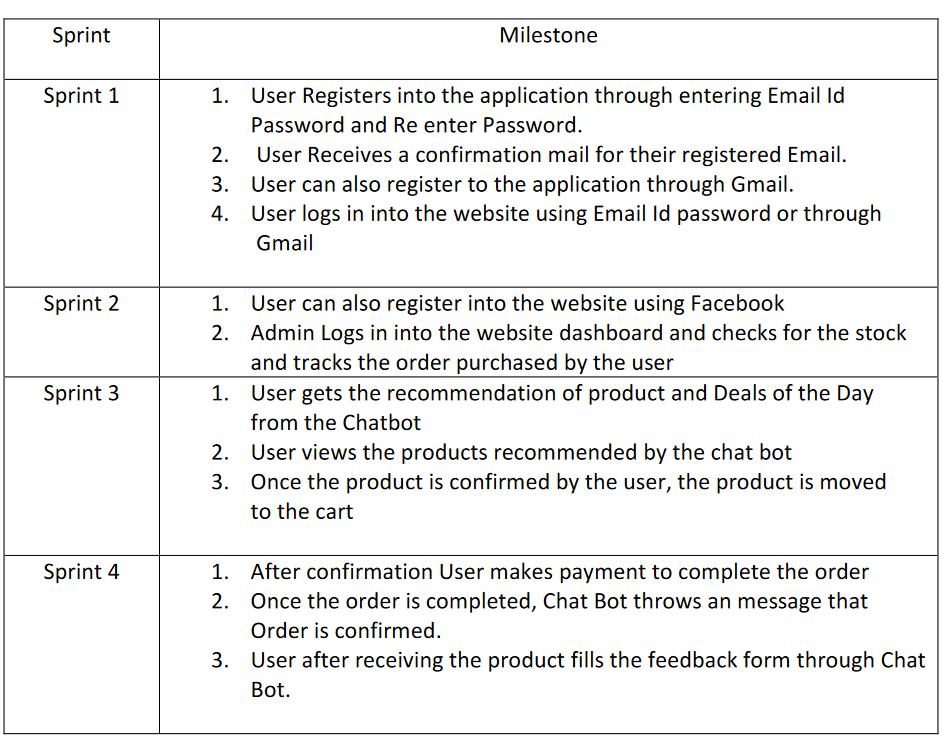 Sprint
Milestone
Sprint 1
1. User Registers into the application through entering Email Id
Password and Re enter Password.
2. User Receives a confirmation mail for their registered Email.
3. User can also register to the application through Gmail.
4. User logs in into the website using Email Id password or through
Gmail
Sprint 2
1. User can also register into the website using Facebook
2. Admin Logs in into the website dashboard and checks for the stock
and tracks the order purchased by the user
Sprint 3
1. User gets the recommendation of product and Deals of the Day
from the Chatbot
2. User views the products recommended by the chat bot
3. Once the product is confirmed by the user, the product is moved
to the cart
Sprint 4
1. After confirmation User makes payment to complete the order
2. Once the order is completed, Chat Bot throws an message that
Order is confirmed.
3. User after receiving the product fills the feedback form through Chat
Bot.